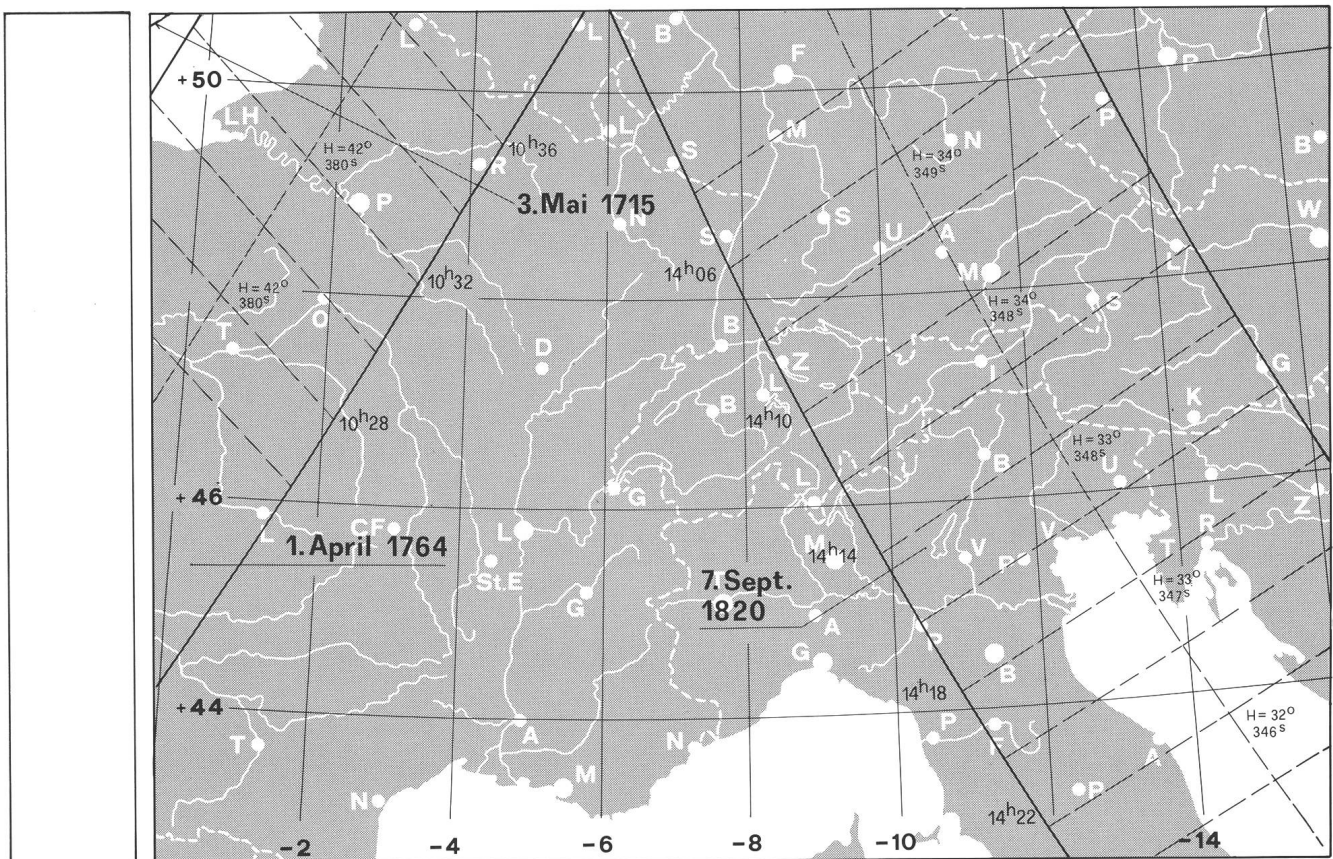 L
L
B
F
P
+50
LH
L
M
P
B
H = 42°
380ˢ
R
10ʰ36
S
H = 34°
349ˢ
N
P
3. Mai 1715
N
S
S
U
A
W
10ʰ32
14ʰ06
M
L
H = 42°
380ˢ
O
H = 34°
348ˢ
S
T
D
B
Z
I
G
L
B
K
10ʰ28
14ʰ10
H = 33°
348ˢ
+46
G
L
B
U
L
Z
L
CF
L
M
14ʰ14
V
P
V
T
R
1. April 1764
St.E
G
7. Sept.
1820
H = 33°
347ˢ
A
P
G
B
+44
14ʰ18
H = 32°
346ˢ
T
A
N
P
F
A
N
M
P
14ʰ22
-2
-4
-6
-8
-10
-14